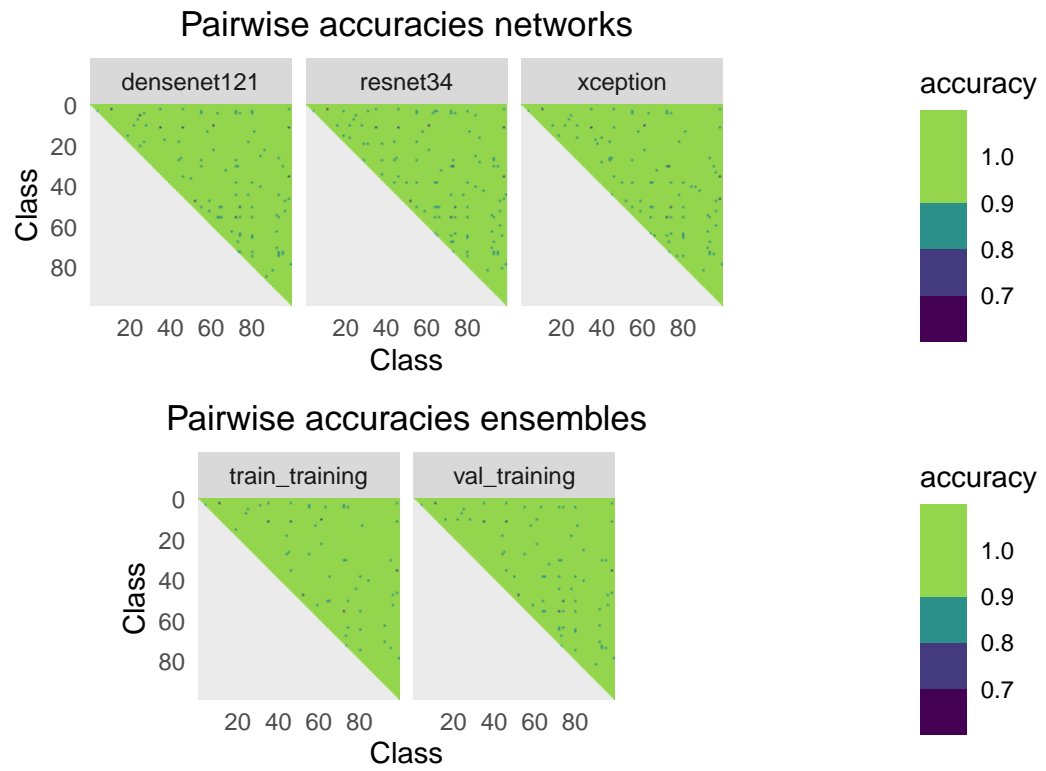 Pairwise accuracies networks
densenet121 resnet34 xception
0
20
40
60
80
Class
20 40 60 80 20 40 60 80 20 40 60 80
Class
accuracy
1.0
0.9
0.8
0.7
Pairwise accuracies ensembles
train_training val_training
0
20
40
60
80
Class
20 40 60 80 20 40 60 80
Class
accuracy
1.0
0.9
0.8
0.7